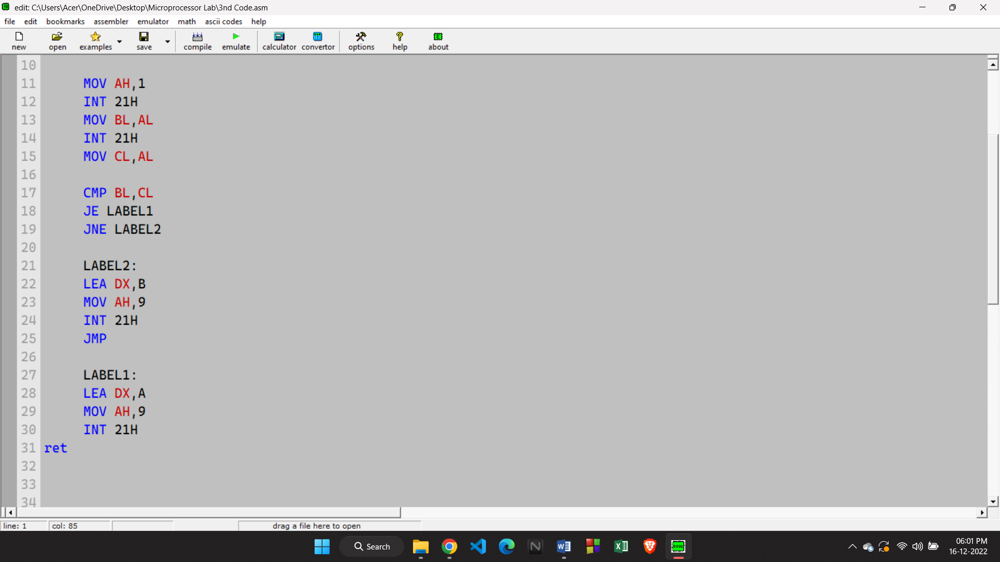 edit: C:\Users\Acer\OneDrive\Desktop\Microprocessor Lab\3nd Code.asm
file edit bookmarks assembler emulator math ascii codes help
new open examples save compile emulate calculator convertor options help about
10
11 MOV AH,1
12 INT 21H
13 MOV BL,AL
14 INT 21H
15 MOV CL,AL
16
17 CMP BL,CL
18 JE LABEL1
19 JNE LABEL2
20
21 LABEL2:
22 LEA DX,B
23 MOV AH,9
24 INT 21H
25 JMP
26
27 LABEL1:
28 LEA DX,A
29 MOV AH,9
30 INT 21H
31 ret
32
33
34
line: 1 col: 85 drag a file here to open
Search
06:01 PM
16-12-2022